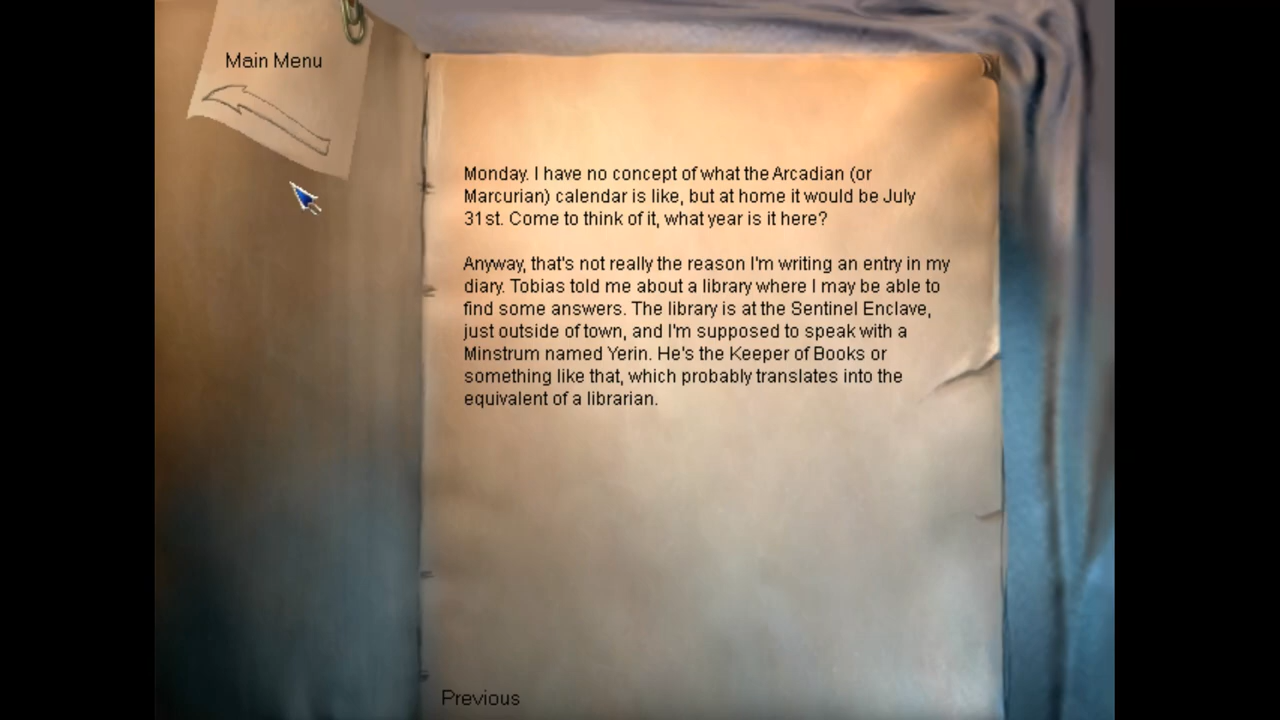 Main Menu
Monday. I have no concept of what the Arcadian (or
Marcurian) calendar is like, but at home it would be July
31st. Come to think of it, what year is it here?
Anyway, that's not really the reason I'm writing an entry in my
diary. Tobias told me about a library where I may be able to
find some answers. The library is at the Sentinel Enclave,
just outside of town, and I'm supposed to speak with a
Minstrum named Yerin. He's the Keeper of Books or
something like that, which probably translates into the
equivalent of a librarian.
Previous